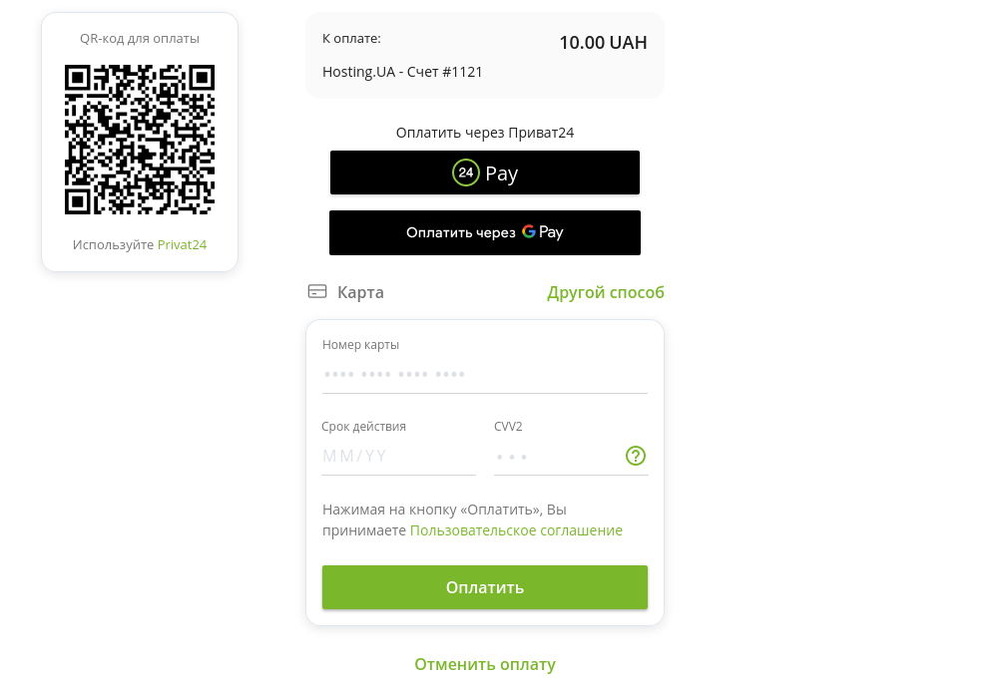 QR-код для оплаты
Используйте Privat24
К оплате:
10.00 UAH
Hosting.UA - Счет #1121
Оплатить через Приват24
24 Pay
Оплатить через G Pay
Карта
Другой способ
Номер карты
•••• •••• •••• ••••
Срок действия
CVV2
MM/YY
•••
?
Нажимая на кнопку «Оплатить», Вы
принимаете Пользовательское соглашение
Оплатить
Отменить оплату